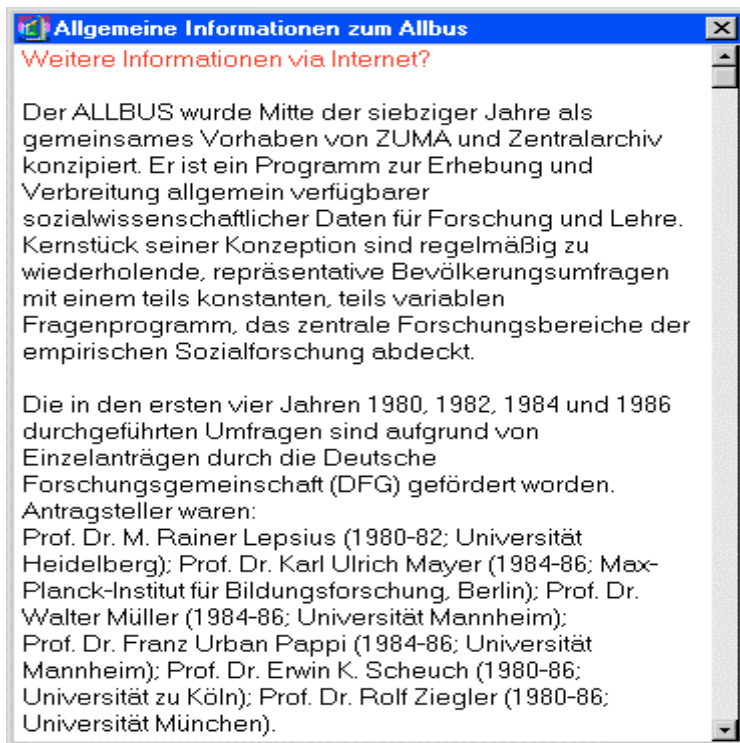 Allgemeine Informationen zum Allbus
Weitere Informationen via Internet?
Der ALLBUS wurde Mitte der siebziger Jahre als
gemeinsames Vorhaben von ZUMA und Zentralarchiv
konzipiert. Er ist ein Programm zur Erhebung und
Verbreitung allgemein verfügbarer
sozialwissenschaftlicher Daten für Forschung und Lehre.
Kernstück seiner Konzeption sind regelmäßig zu
wiederholende, repräsentative Bevölkerungsumfragen
mit einem teils konstanten, teils variablen
Fragenprogramm, das zentrale Forschungsbereiche der
empirischen Sozialforschung abdeckt.
Die in den ersten vier Jahren 1980, 1982, 1984 und 1986
durchgeführten Umfragen sind aufgrund von
Einzelanträgen durch die Deutsche
Forschungsgemeinschaft (DFG) gefördert worden.
Antragsteller waren:
Prof. Dr. M. Rainer Lepsius (1980-82; Universität
Heidelberg); Prof. Dr. Karl Ulrich Mayer (1984-86; Max-
Planck-Institut für Bildungsforschung, Berlin); Prof. Dr.
Walter Müller (1984-86; Universität Mannheim);
Prof. Dr. Franz Urban Pappi (1984-86; Universität
Mannheim); Prof. Dr. Erwin K. Scheuch (1980-86;
Universität zu Köln); Prof. Dr. Rolf Ziegler (1980-86;
Universität München).